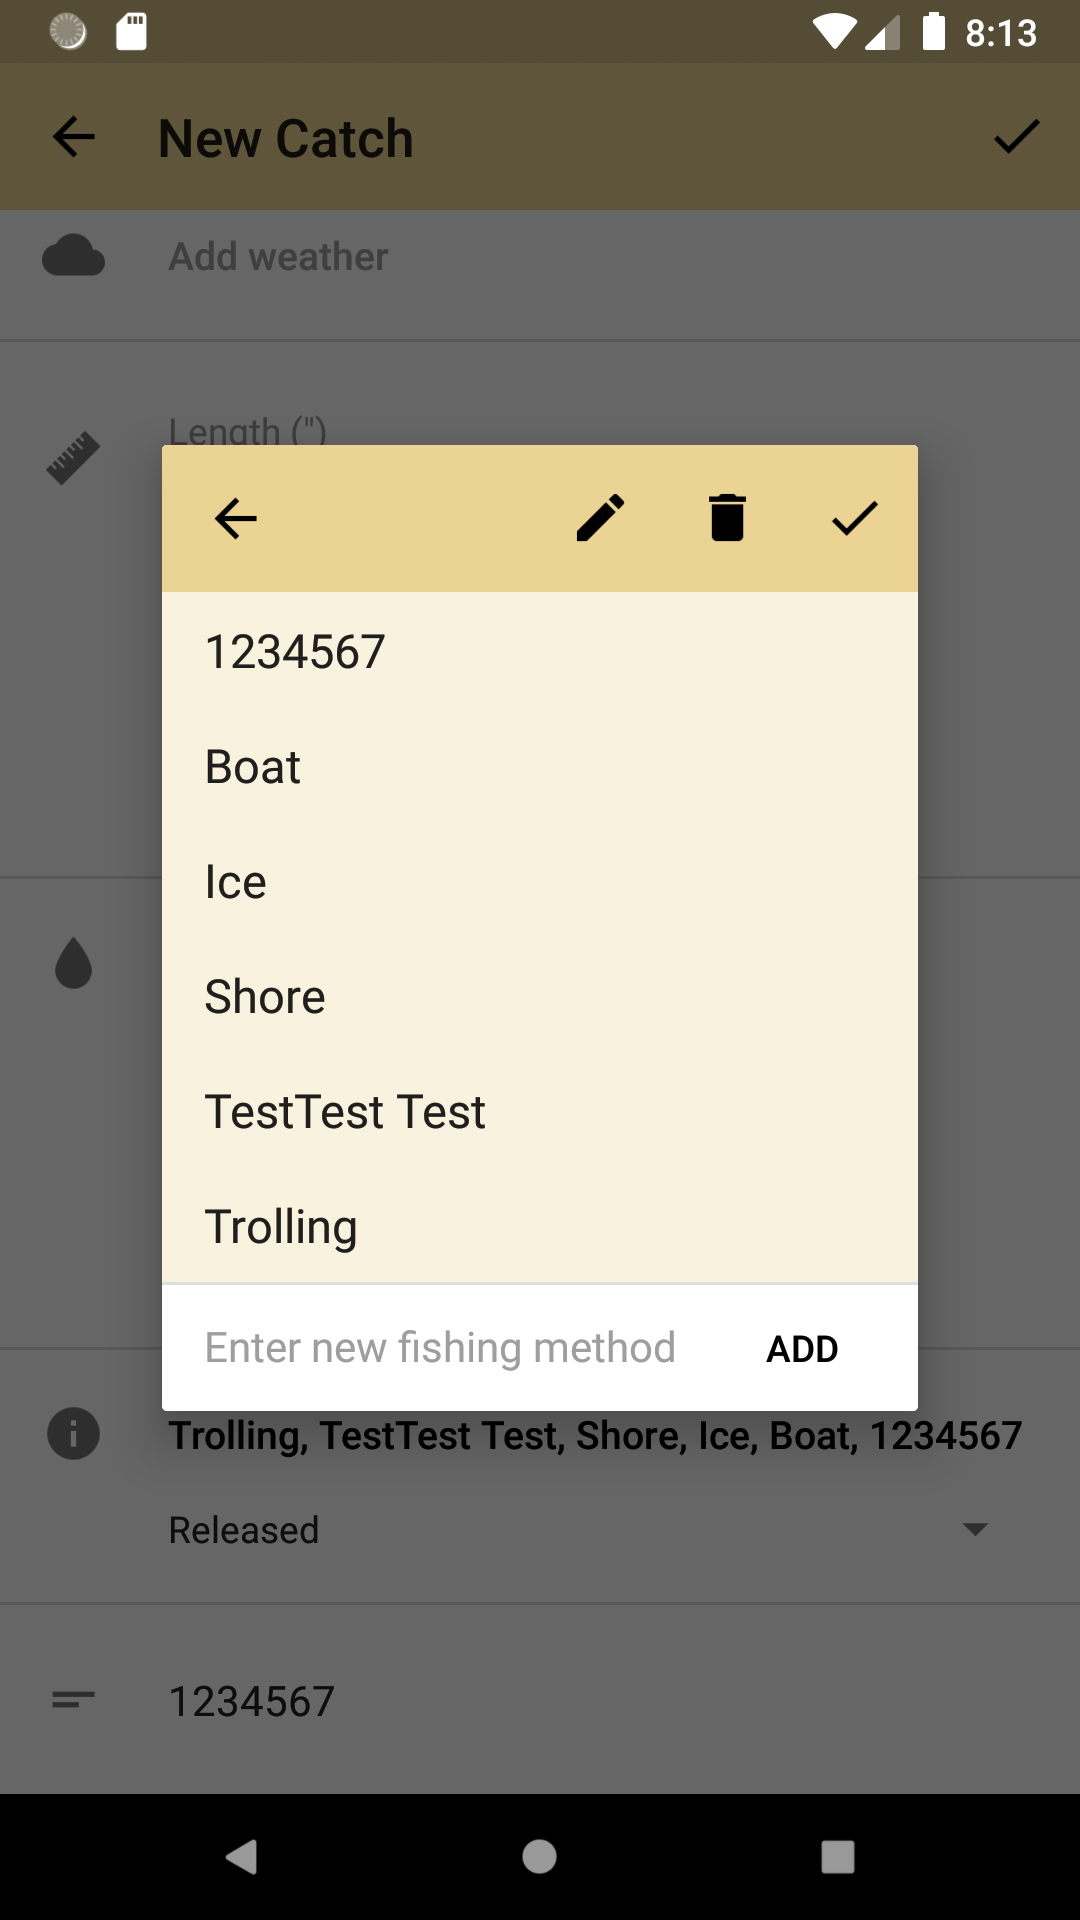 8:13
New Catch
Add weather
Length (")
1234567
Boat
Ice
Shore
TestTest Test
Trolling
Enter new fishing method
ADD
Trolling, TestTest Test, Shore, Ice, Boat, 1234567
Released
1234567